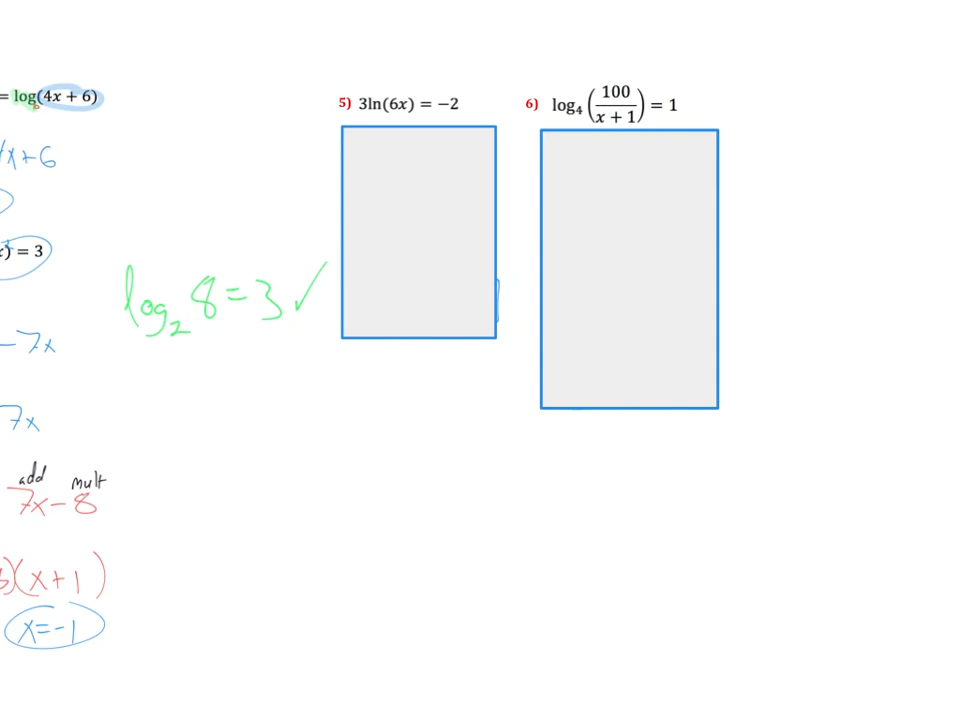 = log(4x + 6)
x + 6
) = 3
- 7x
7x
add mult
7x - 8
)(x + 1)
x = -1
log₂ 8 = 3 ✓
5) 3ln(6x) = −2
6) log₄(100/(x + 1)) = 1